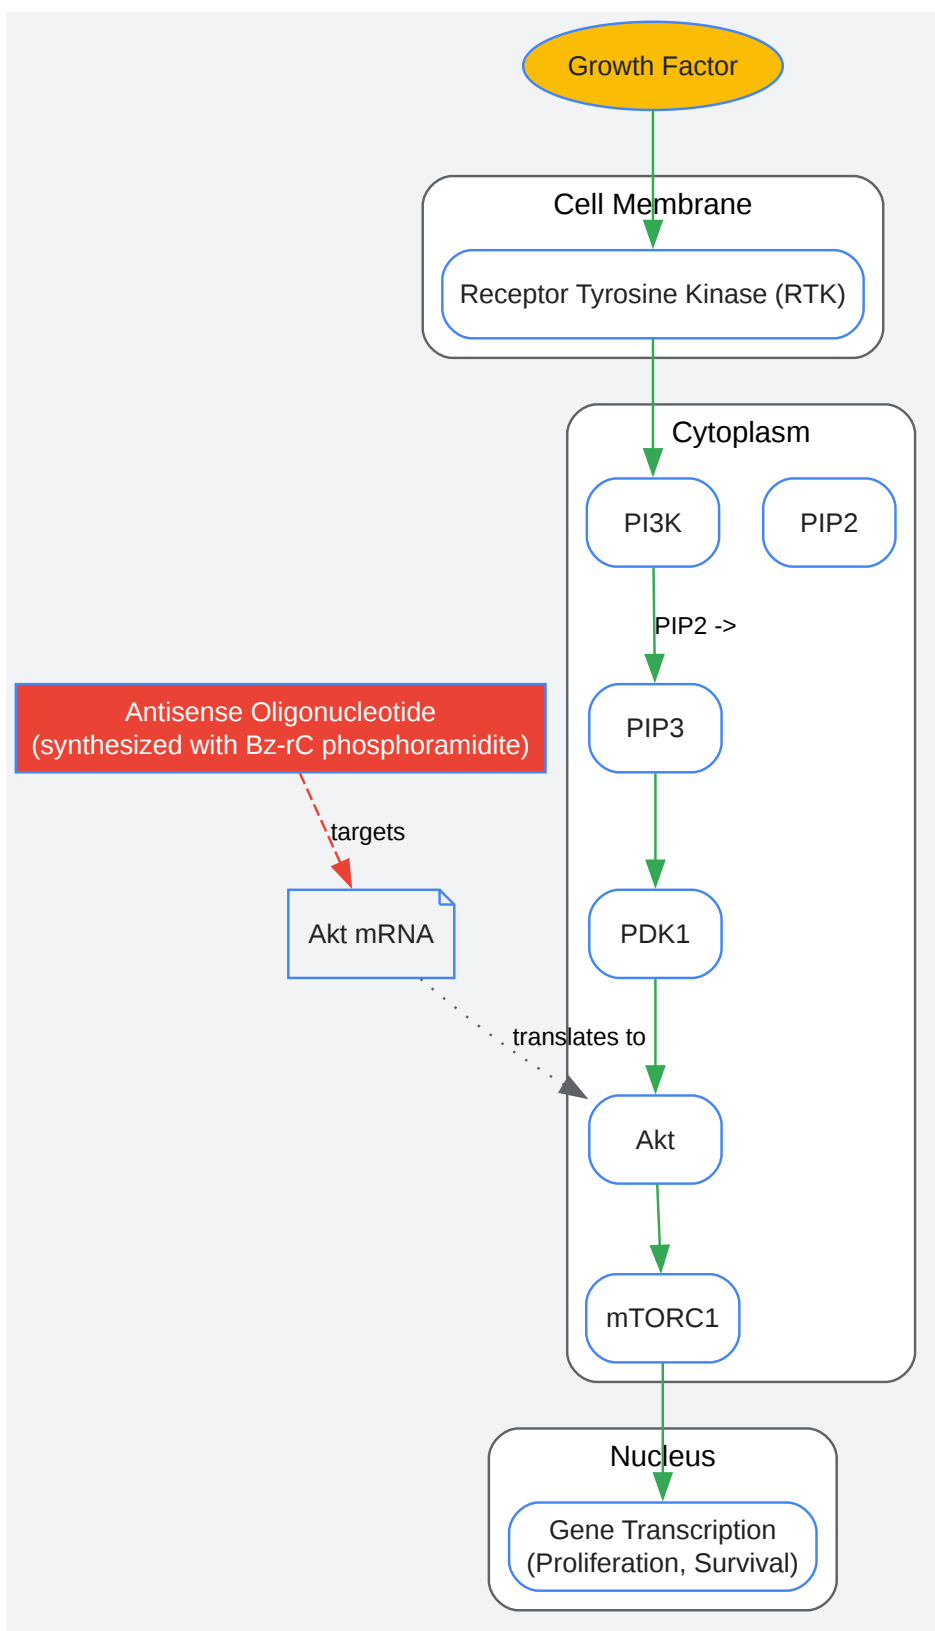 Growth Factor
Cell Membrane
Receptor Tyrosine Kinase (RTK)
Cytoplasm
PI3K
PIP2
PIP2 ->
Antisense Oligonucleotide
(synthesized with Bz-rC phosphoramidite)
PIP3
targets
Akt mRNA
PDK1
translates to
Akt
mTORC1
Nucleus
Gene Transcription
(Proliferation, Survival)